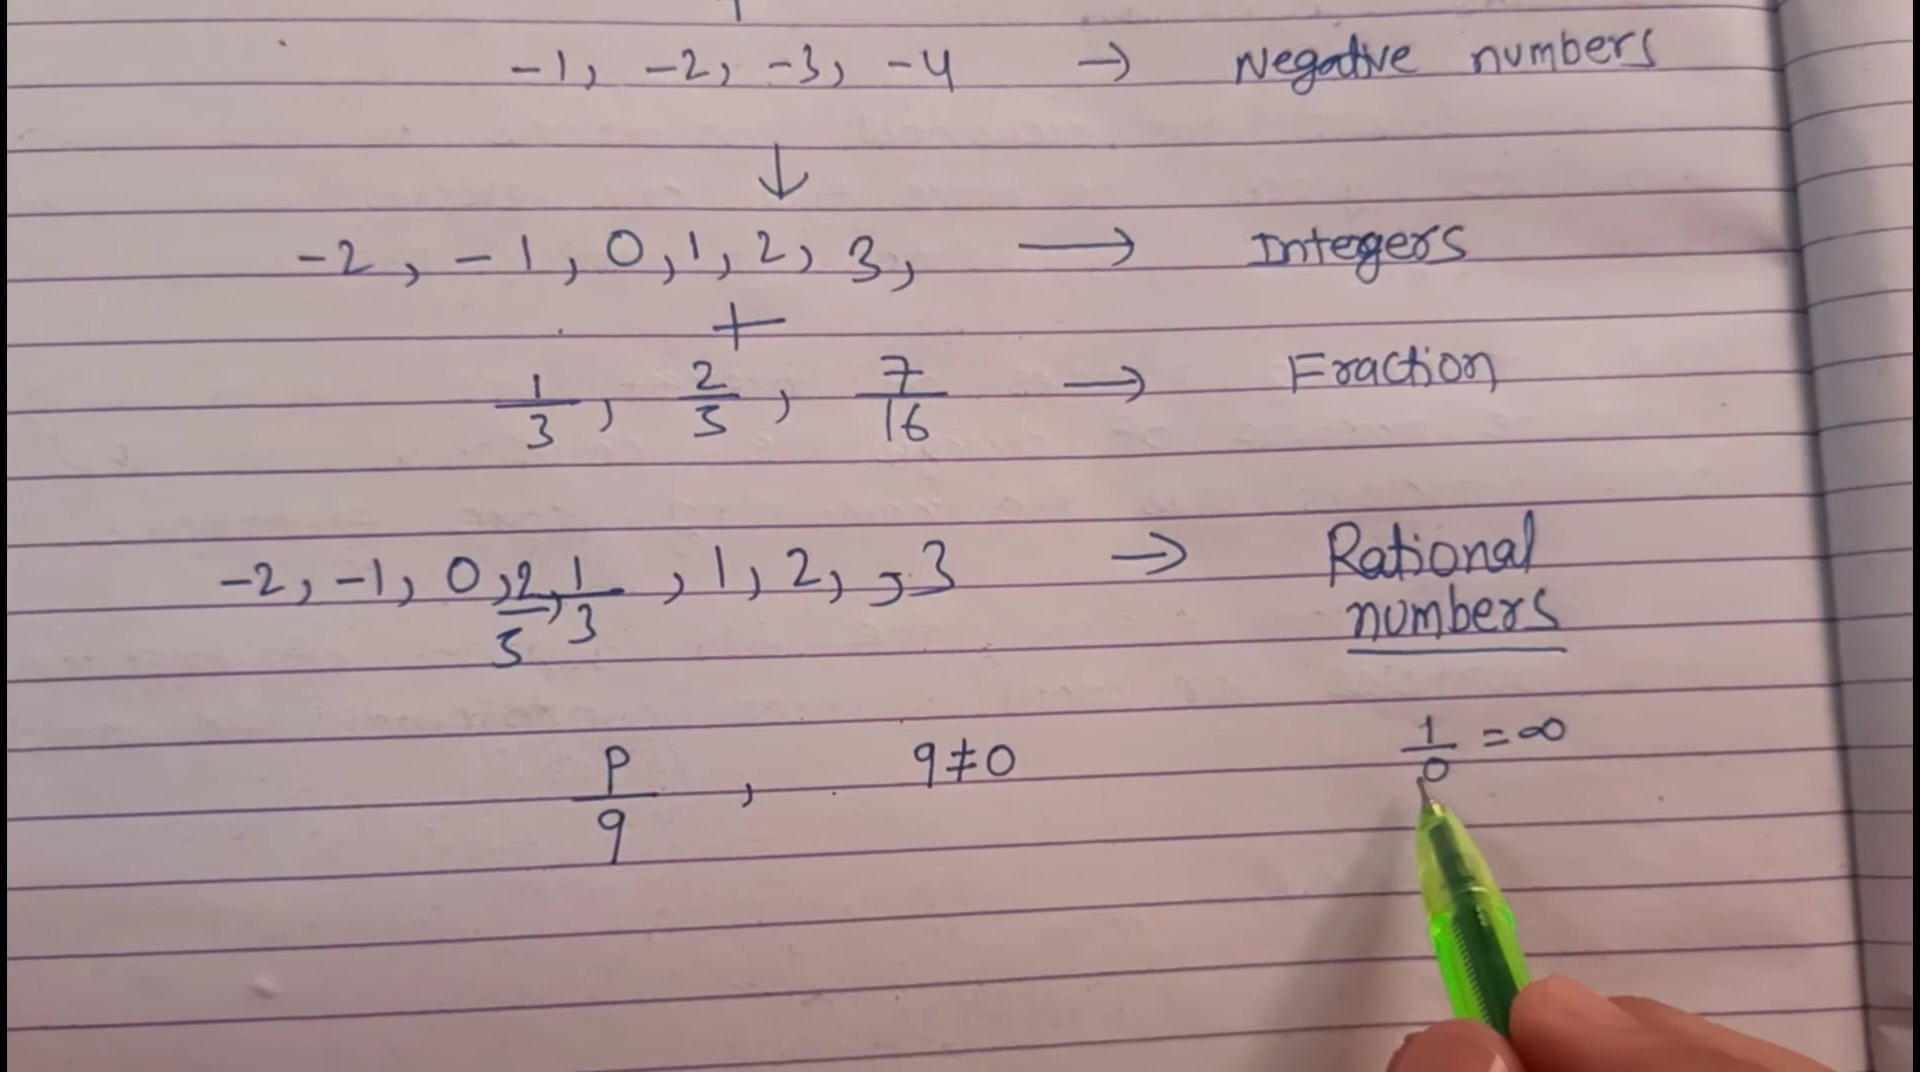 -1, -2, -3, -4 → Negative numbers
↓
-2, -1, 0, 1, 2, 3, → Integers
+
1/3, 2/5, 7/16 → Fraction
-2, -1, 0, 2/5, 1/3, 1, 2, , 3 → Rational
numbers
p/q, q≠0
1/0 = ∞